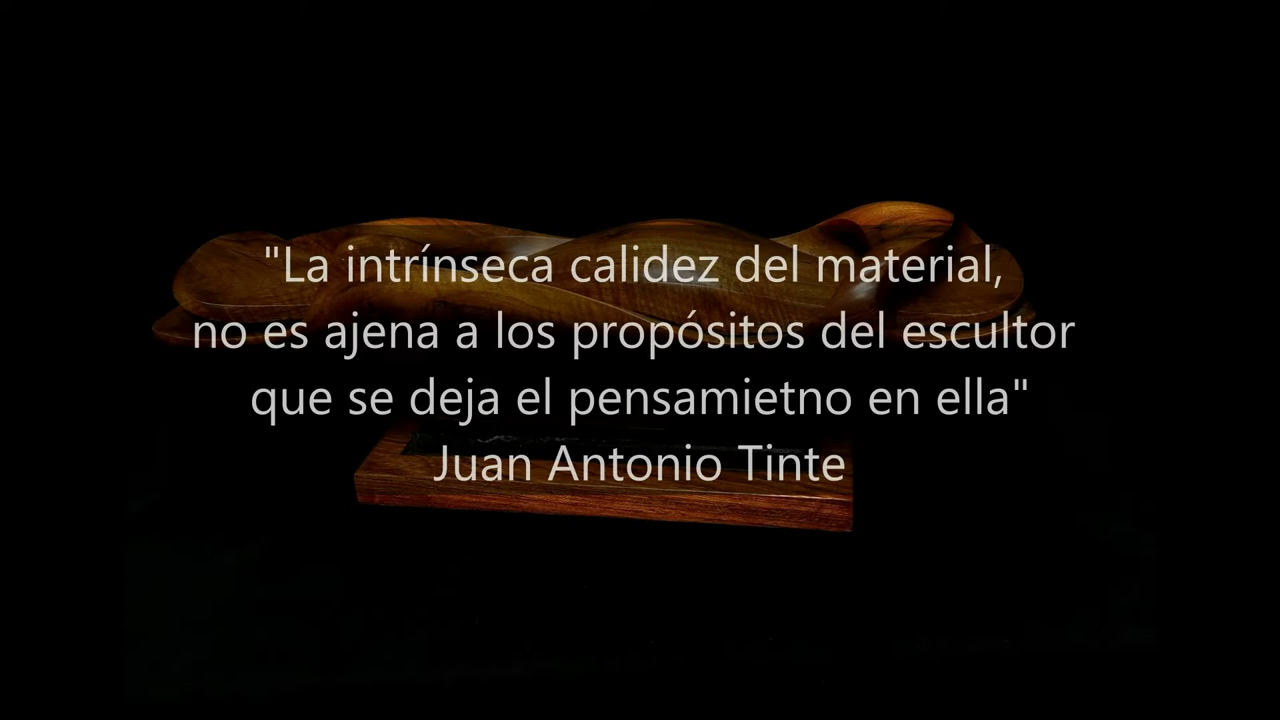 "La intrínseca calidez del material,
no es ajena a los propósitos del escultor
que se deja el pensamietno en ella"
Juan Antonio Tinte